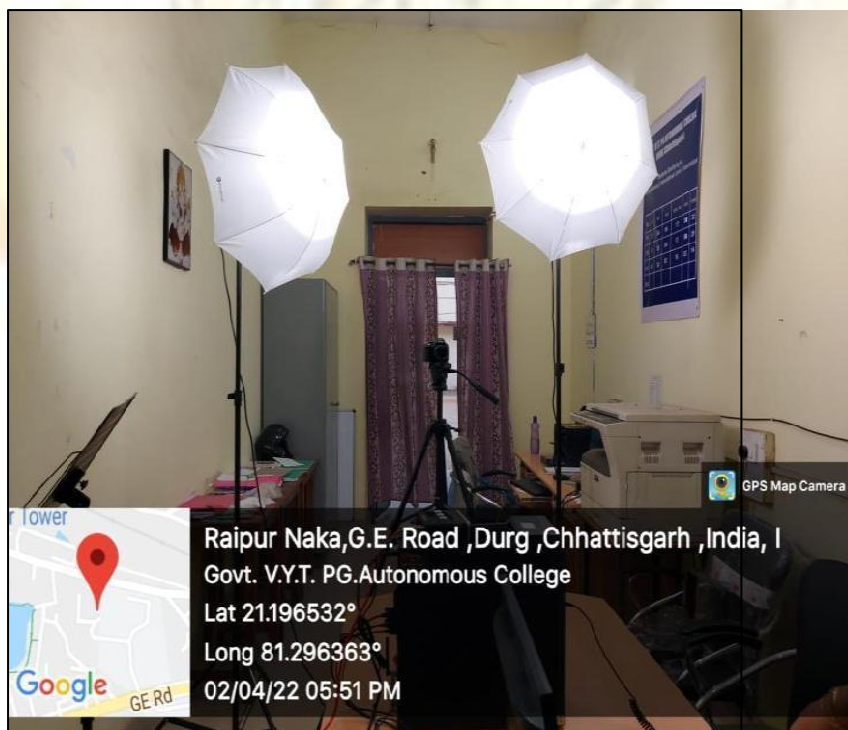 GPS Map Camera
r Tower
Google
GE Rd
Raipur Naka,G.E. Road ,Durg ,Chhattisgarh ,India, I
Govt. V.Y.T. PG.Autonomous College
Lat 21.196532°
Long 81.296363°
02/04/22 05:51 PM